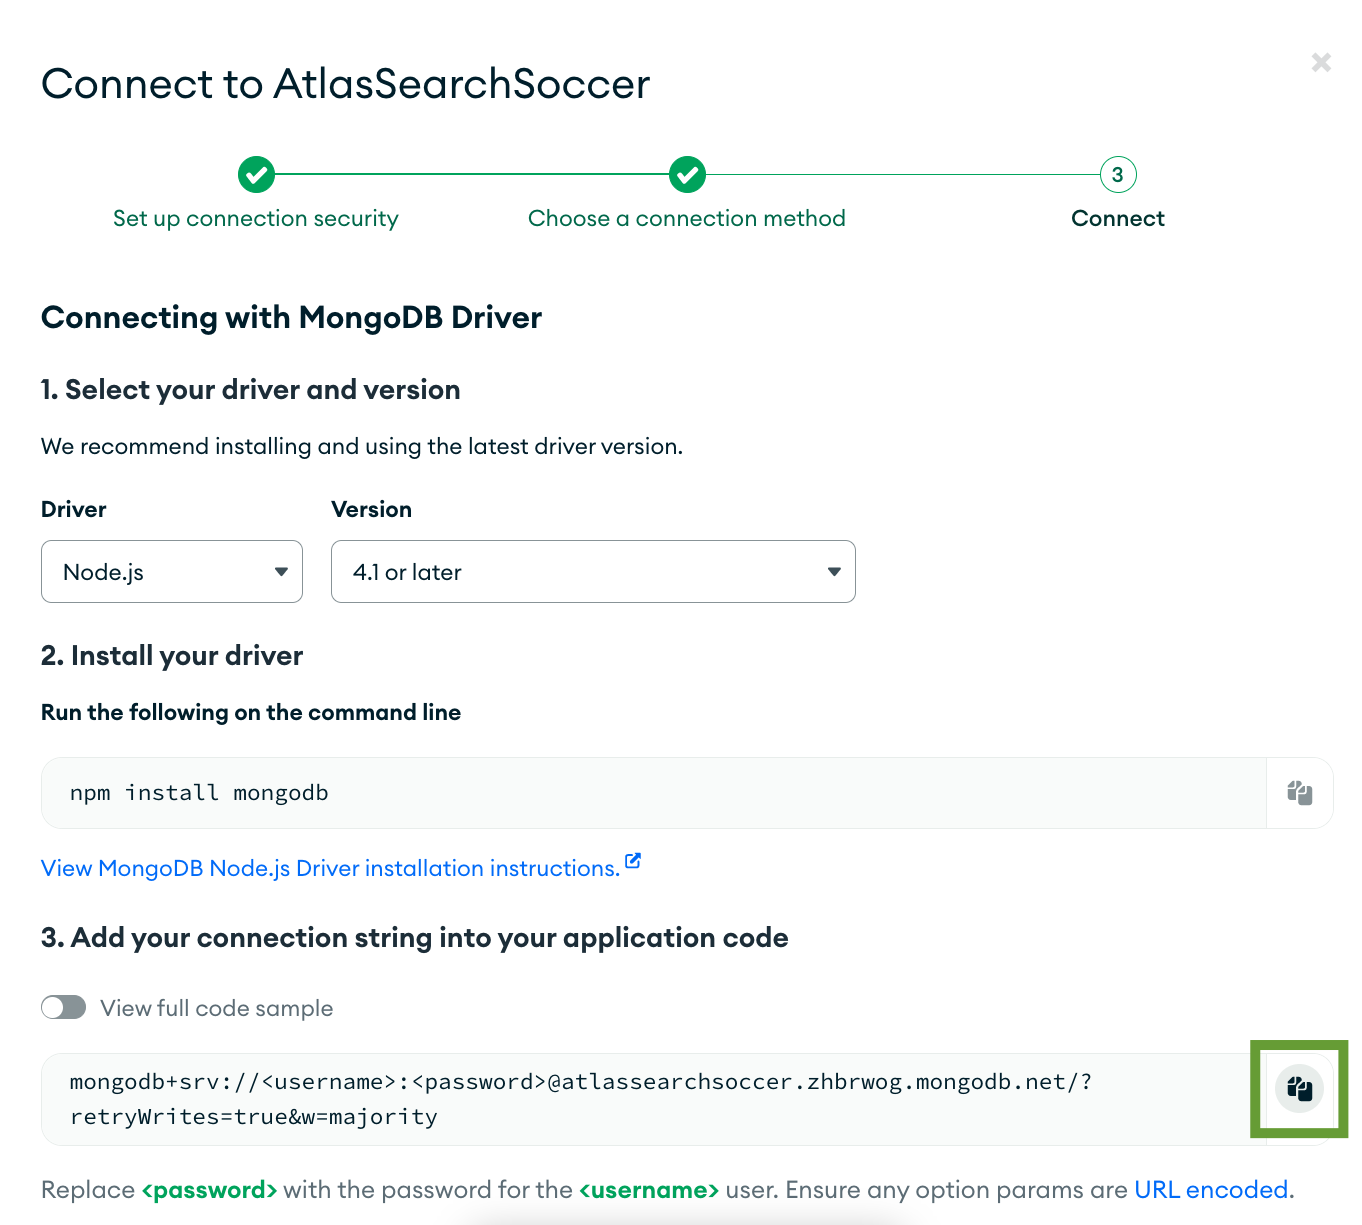 Connect to AtlasSearchSoccer
3
Set up connection security
Choose a connection method
Connect
Connecting with MongoDB Driver
1. Select your driver and version
We recommend installing and using the latest driver version.
Driver
Version
Node.js
4.1 or later
2. Install your driver
Run the following on the command line
npm install mongodb
View MongoDB Node.js Driver installation instructions.
3. Add your connection string into your application code
View full code sample
mongodb+srv://<username>:<password>@atlassearchsoccer.zhbrwog.mongodb.net/?
retryWrites=true&w=majority
Replace <password> with the password for the <username> user. Ensure any option params are URL encoded.